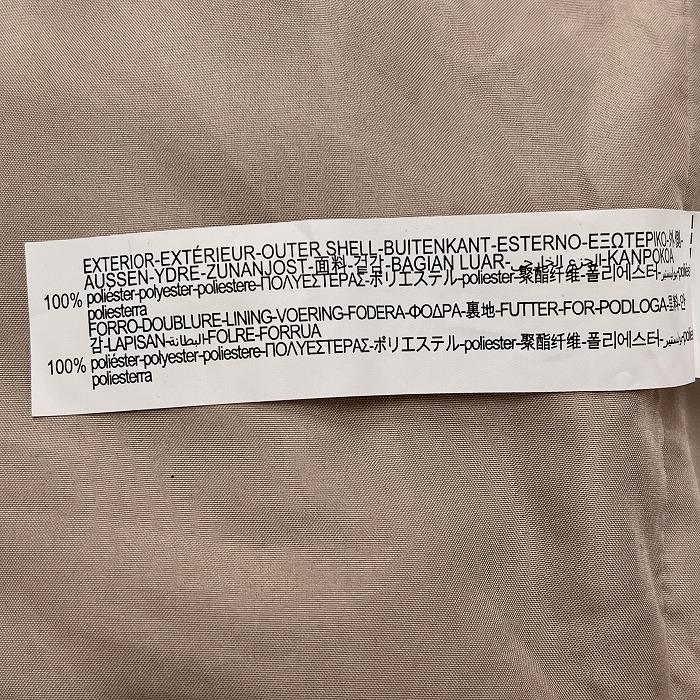 EXTERIOR-EXTÉRIEUR-OUTER SHELL-BUITENKANT-ESTERNO-ΕΞΩΤΕΡΙΚΟ-外側-
AUSSEN-YDRE-ZUNANJOST-面料-겉감-BAGIAN LUAR-الجزء الخارجي-KANPOKOA
100% poliéster-polyester-poliestere-ΠΟΛΥΕΣΤΕΡΑΣ-ポリエステル-poliester-聚酯纤维-폴리에스터-بوليستير-
poliesterra
FORRO-DOUBLURE-LINING-VOERING-FODERA-ΦΟΔΡΑ-裏地-FUTTER-FOR-PODLOGA-里料-안
감-LAPISAN-البطانة-FOLRE-FORRUA
100% poliéster-polyester-poliestere-ΠΟΛΥΕΣΤΕΡΑΣ-ポリエステル-poliester-聚酯纤维-폴리에스터-بوليستير-
poliesterra